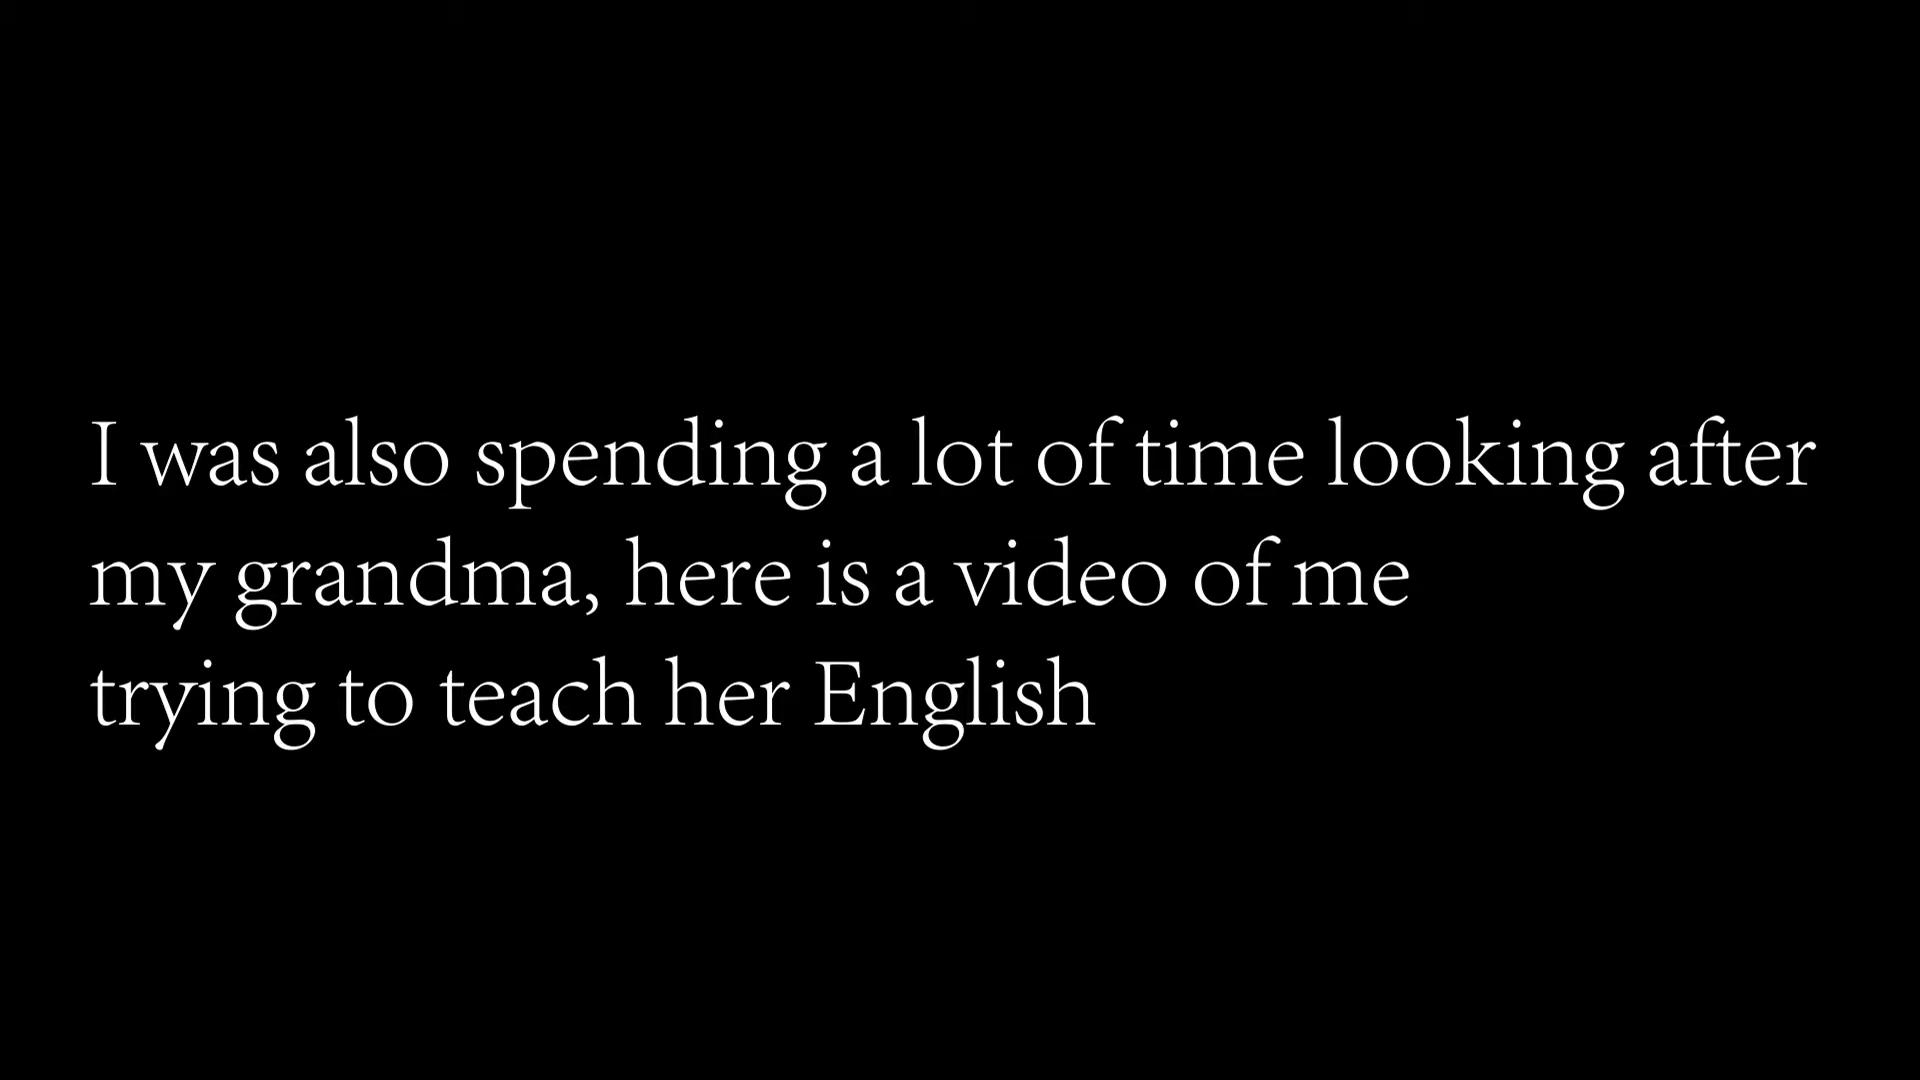 I was also spending a lot of time looking after
my grandma, here is a video of me
trying to teach her English